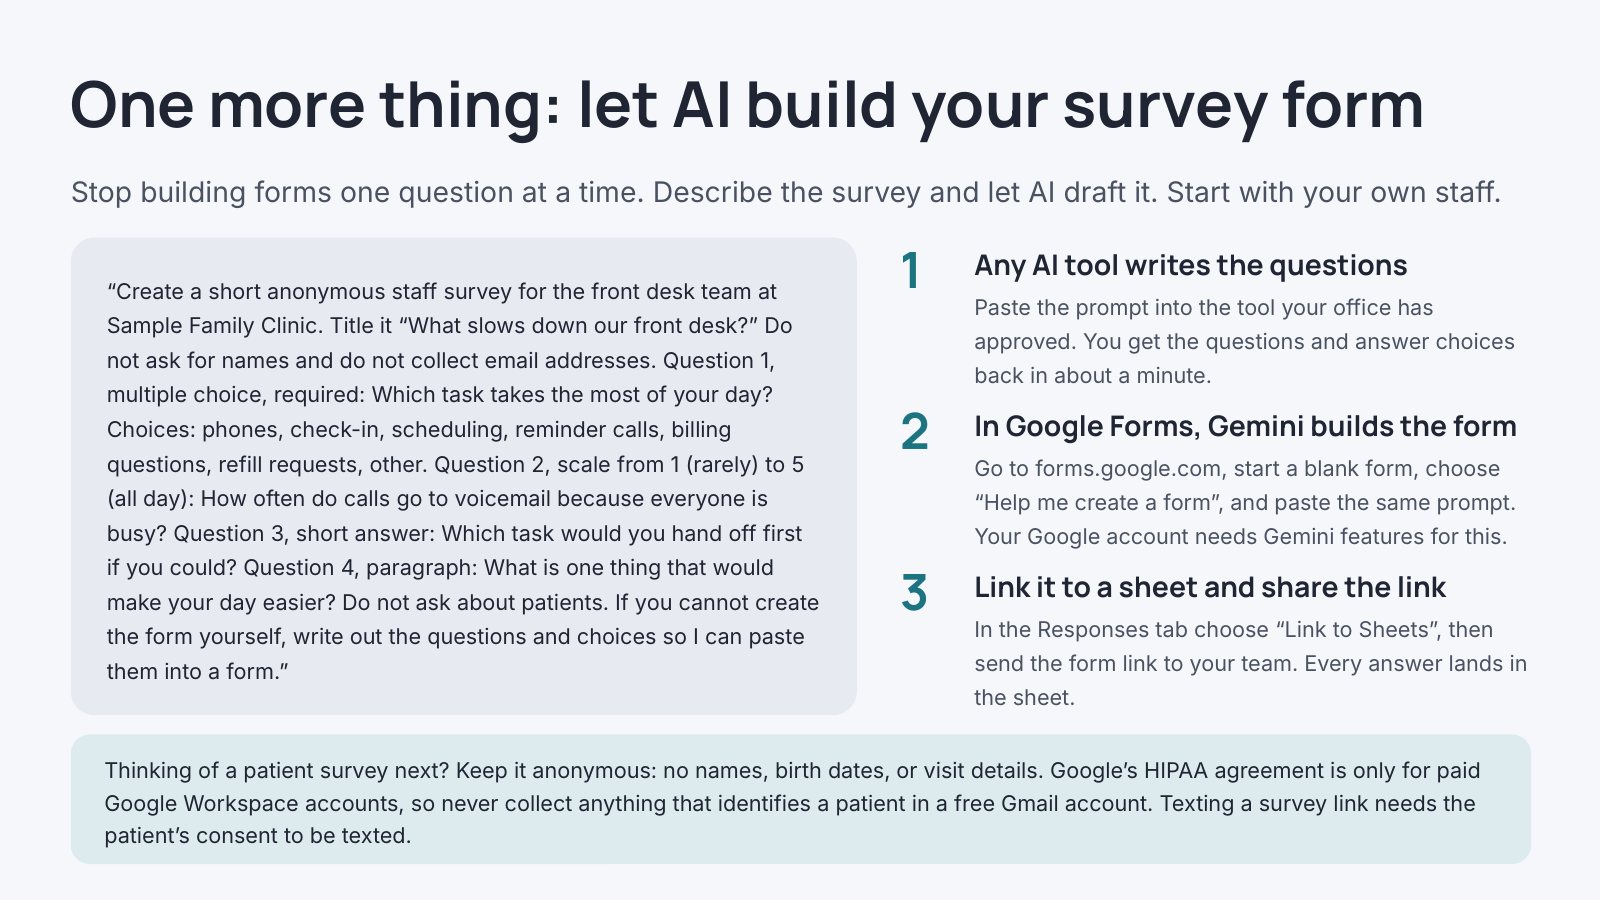 One more thing: let AI build your survey form
Stop building forms one question at a time. Describe the survey and let AI draft it. Start with your own staff.
“Create a short anonymous staff survey for the front desk team at
Sample Family Clinic. Title it “What slows down our front desk?” Do
not ask for names and do not collect email addresses. Question 1,
multiple choice, required: Which task takes the most of your day?
Choices: phones, check-in, scheduling, reminder calls, billing
questions, refill requests, other. Question 2, scale from 1 (rarely) to 5
(all day): How often do calls go to voicemail because everyone is
busy? Question 3, short answer: Which task would you hand off first
if you could? Question 4, paragraph: What is one thing that would
make your day easier? Do not ask about patients. If you cannot create
the form yourself, write out the questions and choices so I can paste
them into a form.”
1
Any AI tool writes the questions
Paste the prompt into the tool your office has
approved. You get the questions and answer choices
back in about a minute.
2
In Google Forms, Gemini builds the form
Go to forms.google.com, start a blank form, choose
“Help me create a form”, and paste the same prompt.
Your Google account needs Gemini features for this.
3
Link it to a sheet and share the link
In the Responses tab choose “Link to Sheets”, then
send the form link to your team. Every answer lands in
the sheet.
Thinking of a patient survey next? Keep it anonymous: no names, birth dates, or visit details. Google’s HIPAA agreement is only for paid
Google Workspace accounts, so never collect anything that identifies a patient in a free Gmail account. Texting a survey link needs the
patient’s consent to be texted.